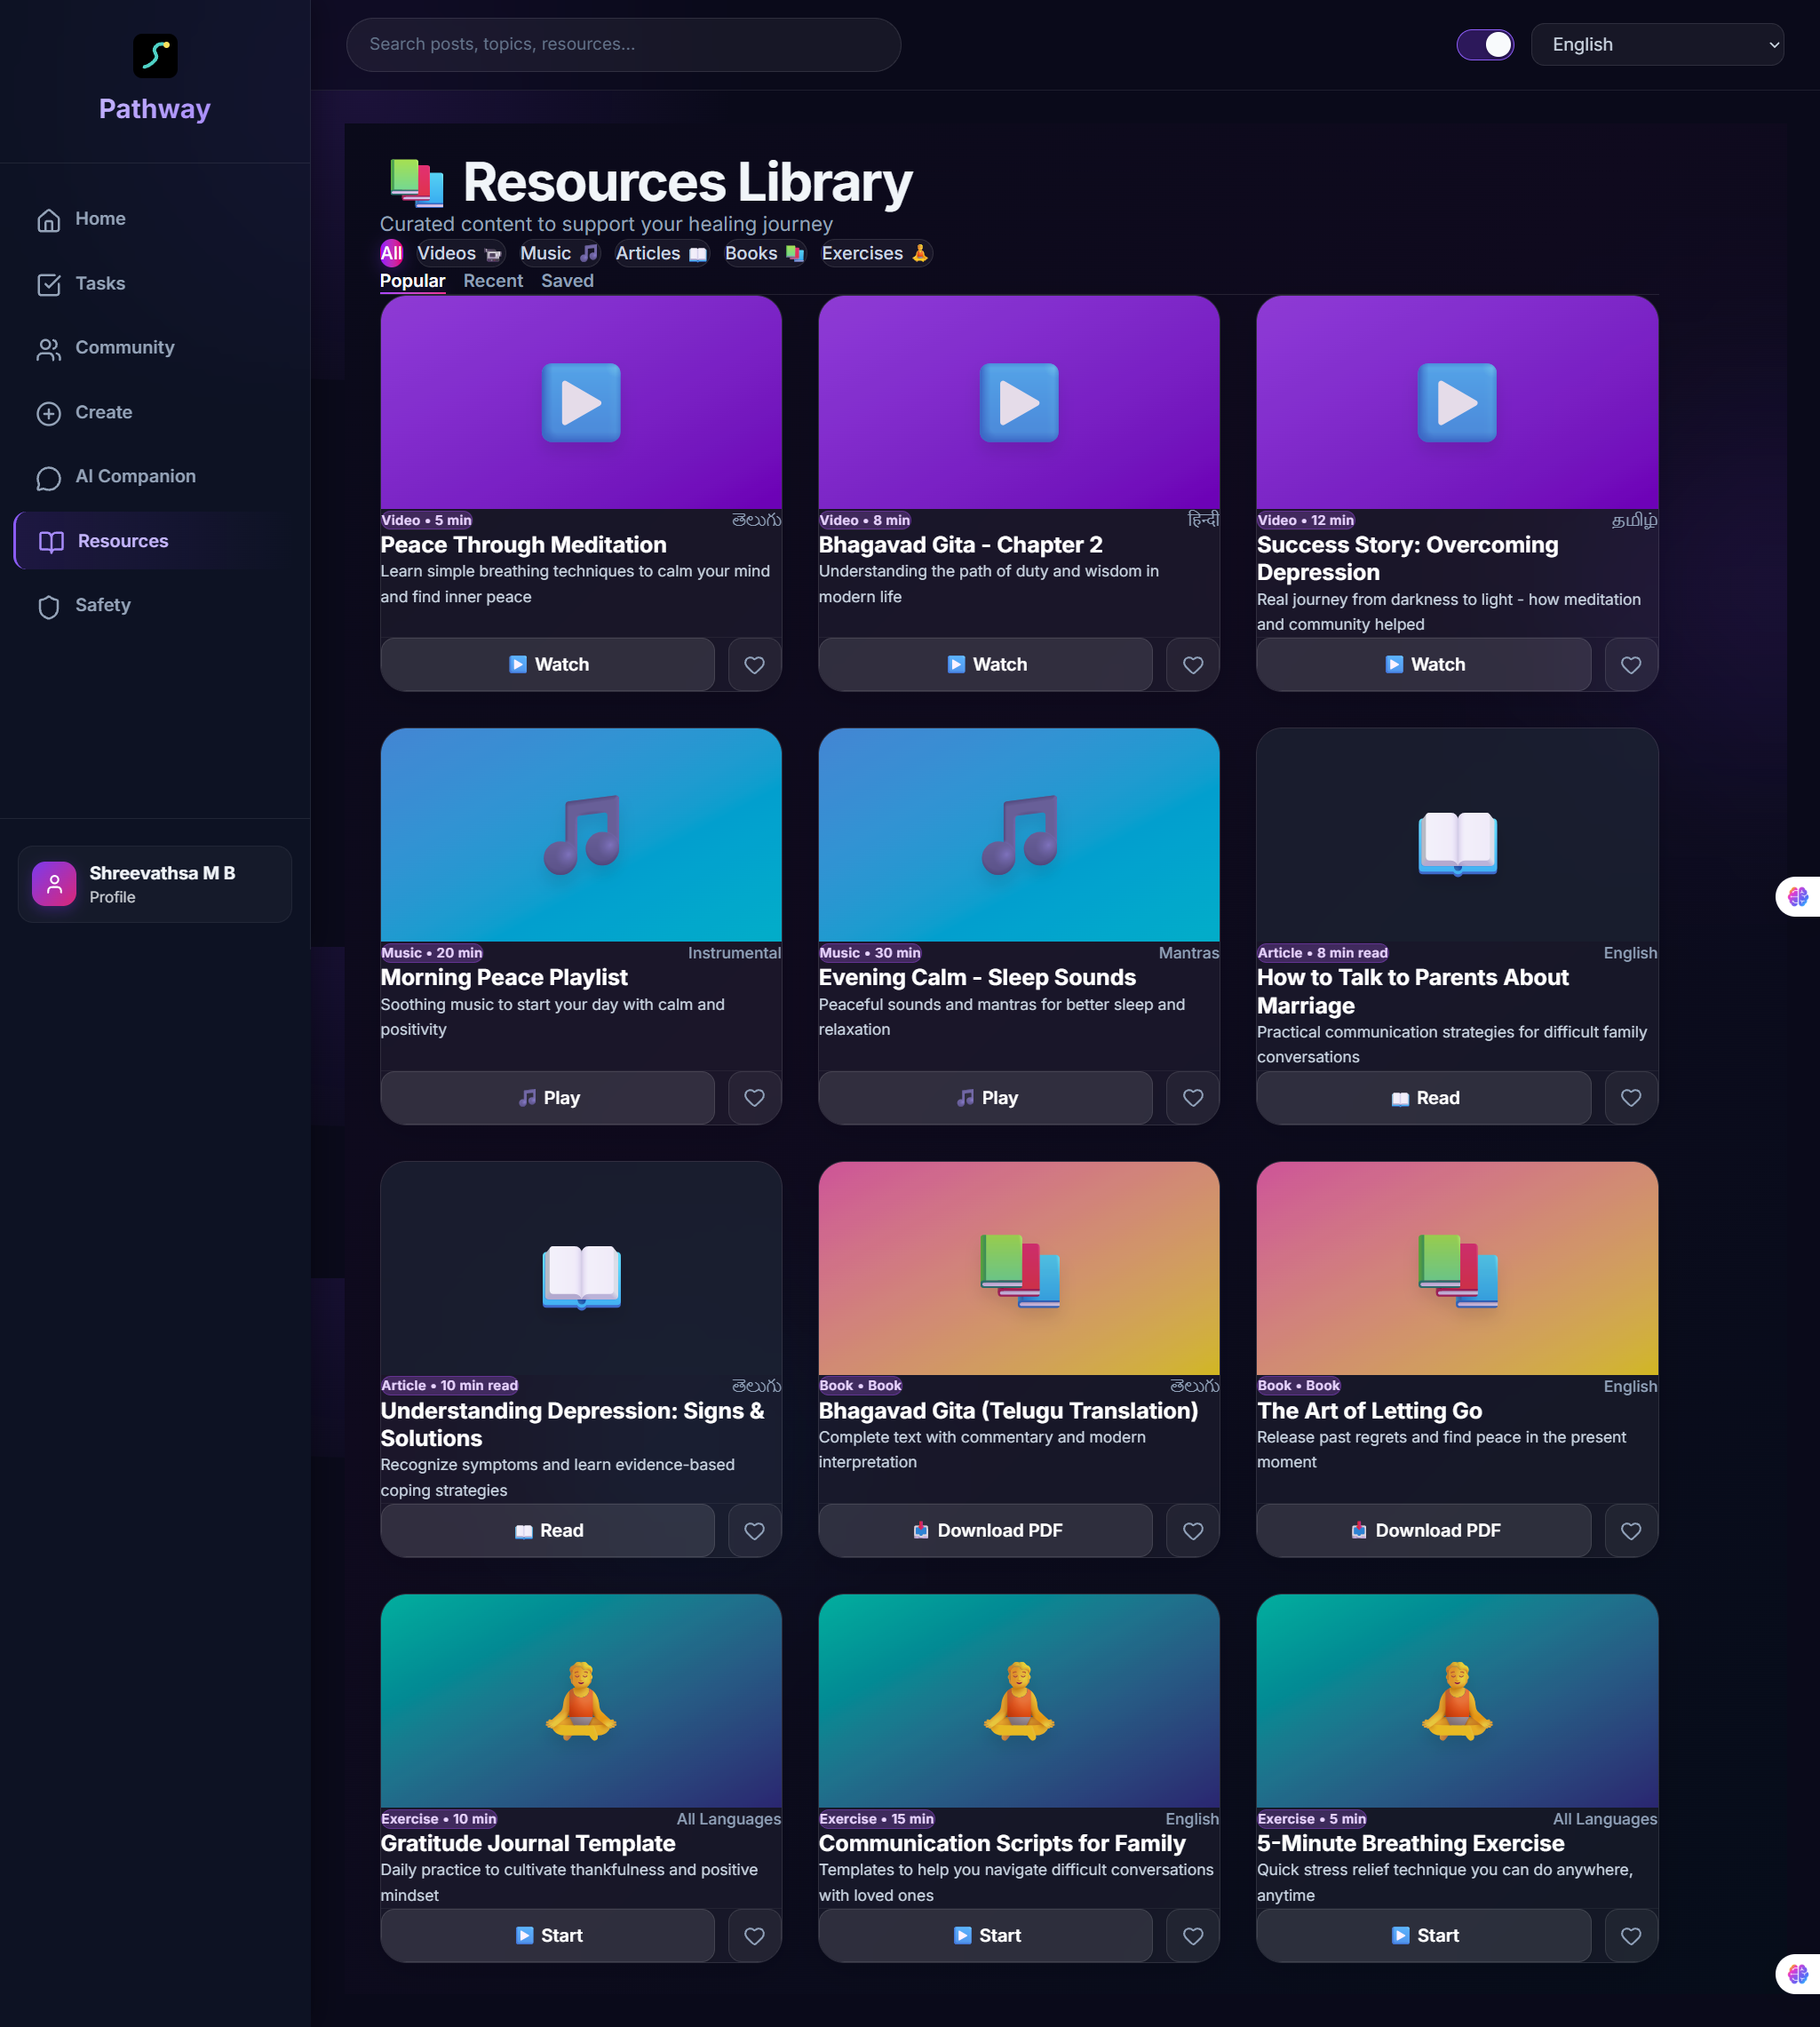 Pathway
Search posts, topics, resources...
English
Home
Tasks
Community
Create
AI Companion
Resources
Safety
Shreevathsa M B
Profile
Resources Library
Curated content to support your healing journey
All Videos Music Articles Books Exercises
Popular Recent Saved
Video • 5 min తెలుగు
Peace Through Meditation
Learn simple breathing techniques to calm your mind
and find inner peace
Watch
Video • 8 min हिन्दी
Bhagavad Gita - Chapter 2
Understanding the path of duty and wisdom in
modern life
Watch
Video • 12 min தமிழ்
Success Story: Overcoming
Depression
Real journey from darkness to light - how meditation
and community helped
Watch
Music • 20 min Instrumental
Morning Peace Playlist
Soothing music to start your day with calm and
positivity
Play
Music • 30 min Mantras
Evening Calm - Sleep Sounds
Peaceful sounds and mantras for better sleep and
relaxation
Play
Article • 8 min read English
How to Talk to Parents About
Marriage
Practical communication strategies for difficult family
conversations
Read
Article • 10 min read తెలుగు
Understanding Depression: Signs &
Solutions
Recognize symptoms and learn evidence-based
coping strategies
Read
Book • Book తెలుగు
Bhagavad Gita (Telugu Translation)
Complete text with commentary and modern
interpretation
Download PDF
Book • Book English
The Art of Letting Go
Release past regrets and find peace in the present
moment
Download PDF
Exercise • 10 min All Languages
Gratitude Journal Template
Daily practice to cultivate thankfulness and positive
mindset
Start
Exercise • 15 min English
Communication Scripts for Family
Templates to help you navigate difficult conversations
with loved ones
Start
Exercise • 5 min All Languages
5-Minute Breathing Exercise
Quick stress relief technique you can do anywhere,
anytime
Start